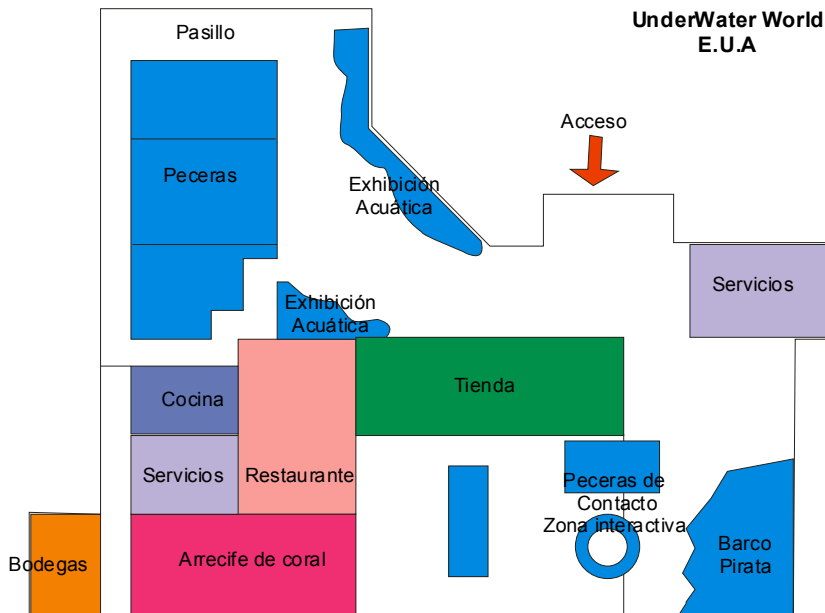 UnderWater World
E.U.A
Pasillo
Acceso
Peceras
Exhibición
Acuática
Servicios
Exhibición
Acuática
Tienda
Cocina
Servicios
Restaurante
Peceras de
Contacto
Zona interactiva
Bodegas
Arrecife de coral
Barco
Pirata